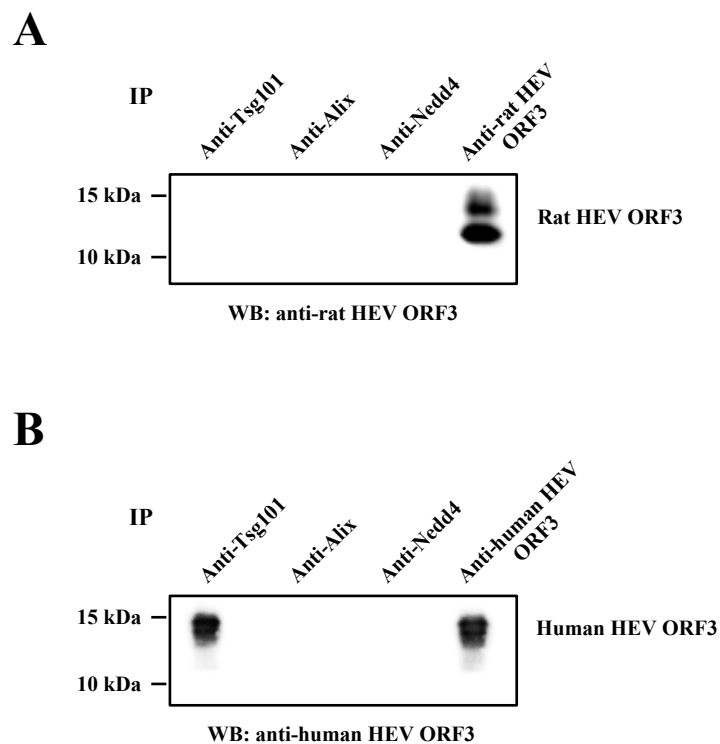 A
IP
Anti-Tsg101
Anti-Alix
Anti-Nedd4
Anti-rat HEV
ORF3
15 kDa
10 kDa
Rat HEV ORF3
WB: anti-rat HEV ORF3
B
IP
Anti-Tsg101
Anti-Alix
Anti-Nedd4
Anti-human HEV
ORF3
15 kDa
10 kDa
Human HEV ORF3
WB: anti-human HEV ORF3